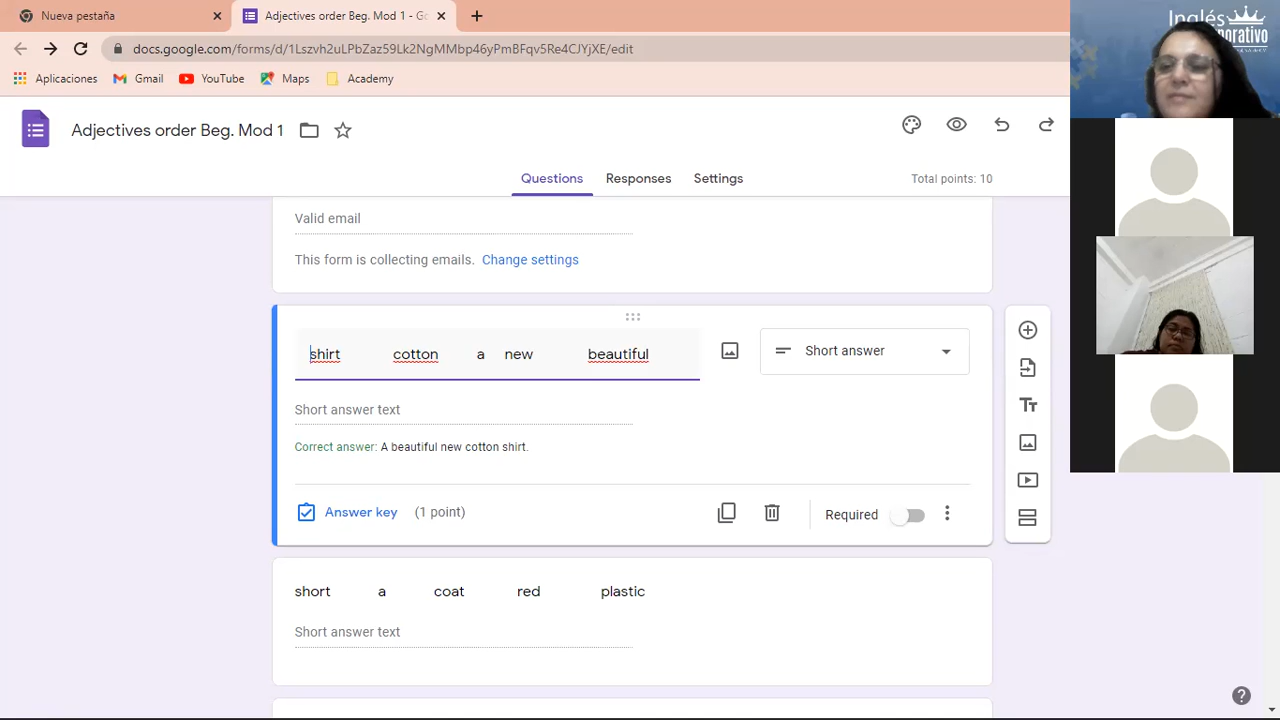 Nueva pestaña
Adjectives order Beg. Mod 1 - Go
docs.google.com/forms/d/1Lszvh2uLPbZaz59Lk2NgMMbp46yPmBFqy5Re4CJYjXE/edit
Aplicaciones Gmail YouTube Maps Academy
Inglés
porativo
Adjectives order Beg. Mod 1
Questions Responses Settings Total points: 10
Valid email
This form is collecting emails. Change settings
shirt cotton a new beautiful
Short answer
Short answer text
Correct answer: A beautiful new cotton shirt.
Answer key (1 point) Required
short a coat red plastic
Short answer text